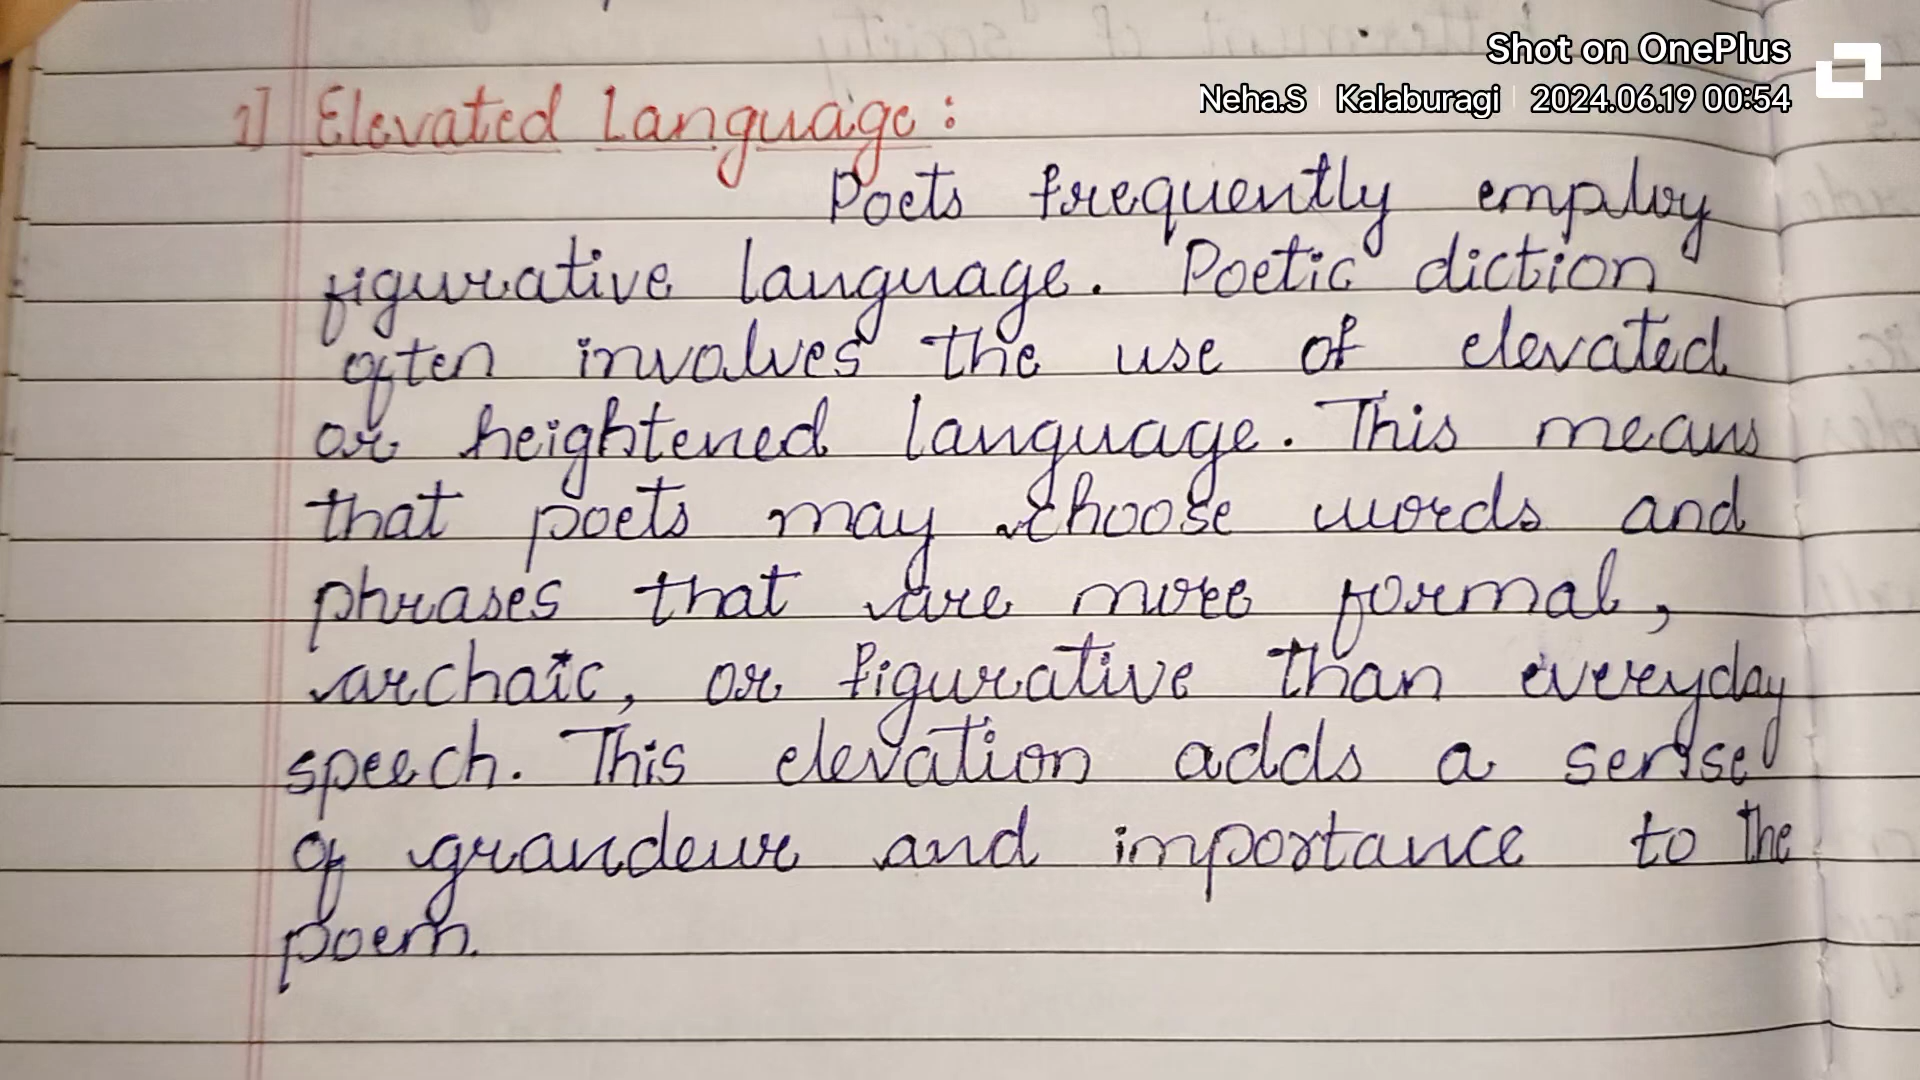 Shot on OnePlus
Neha.S | Kalaburagi | 2024.06.19 00:54
1] Elevated Language :
Poets frequently employ
figurative language. Poetic diction
often involves the use of elevated
or heightened language. This means
that poets may choose words and
phrases that are more formal,
archaic, or figurative than everyday
speech. This elevation adds a sense
of grandeur and importance to the
poem.